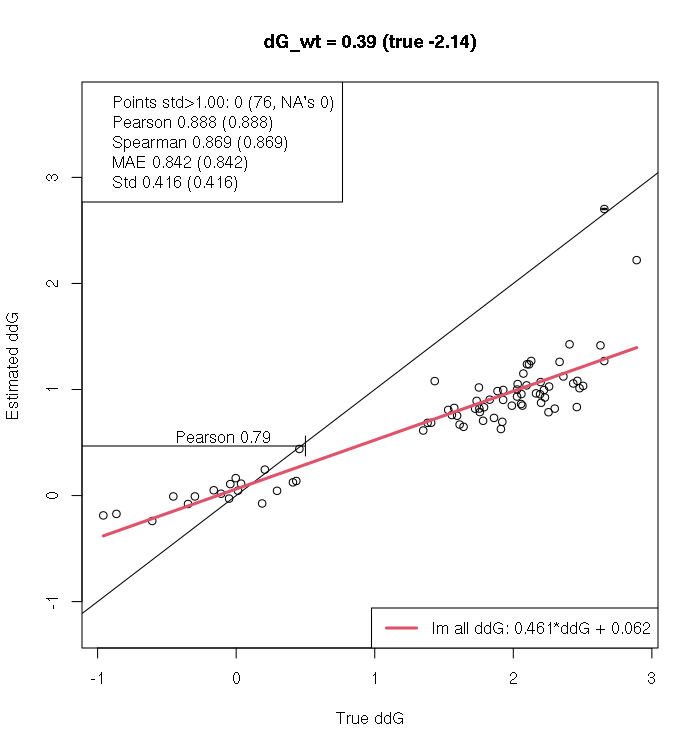 dG_wt = 0.39 (true -2.14)
Points std>1.00: 0 (76, NA's 0)
Pearson 0.888 (0.888)
Spearman 0.869 (0.869)
MAE 0.842 (0.842)
Std 0.416 (0.416)
3
2
1
0
-1
Estimated ddG
Pearson 0.79
lm all ddG: 0.461*ddG + 0.062
-1 0 1 2 3
True ddG